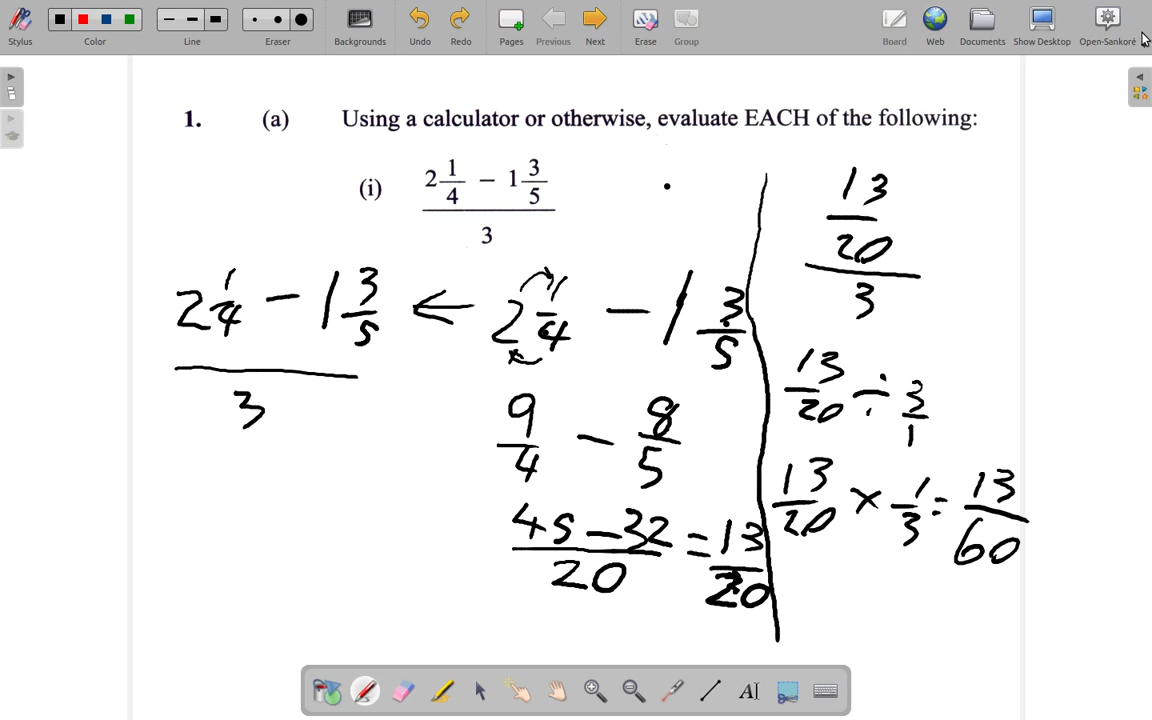 Stylus Color Line Eraser Backgrounds Undo Redo Pages Previous Next Erase Group Board Web Documents Show Desktop Open-Sankoré
1. (a) Using a calculator or otherwise, evaluate EACH of the following:
(i) (2 1/4 − 1 3/5) / 3
(2 1/4 − 1 3/5) / 3 ← 2 1/4 − 1 3/5
9/4 − 8/5
(45 − 32)/20 = 13/20
(13/20) / 3
13/20 ÷ 3/1
13/20 × 1/3 = 13/60